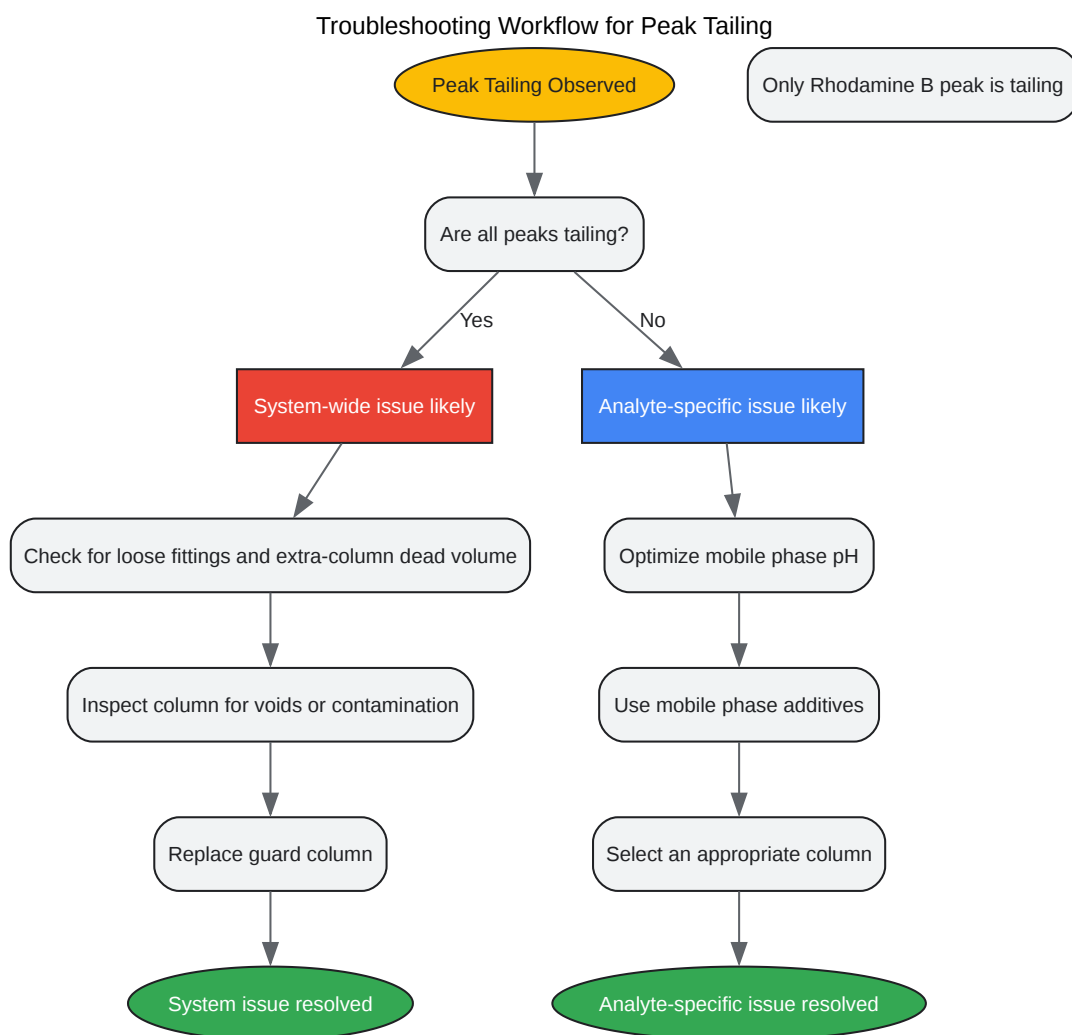 Troubleshooting Workflow for Peak Tailing
Peak Tailing Observed
Only Rhodamine B peak is tailing
Are all peaks tailing?
Yes
No
System-wide issue likely
Analyte-specific issue likely
Check for loose fittings and extra-column dead volume
Optimize mobile phase pH
Inspect column for voids or contamination
Use mobile phase additives
Replace guard column
Select an appropriate column
System issue resolved
Analyte-specific issue resolved